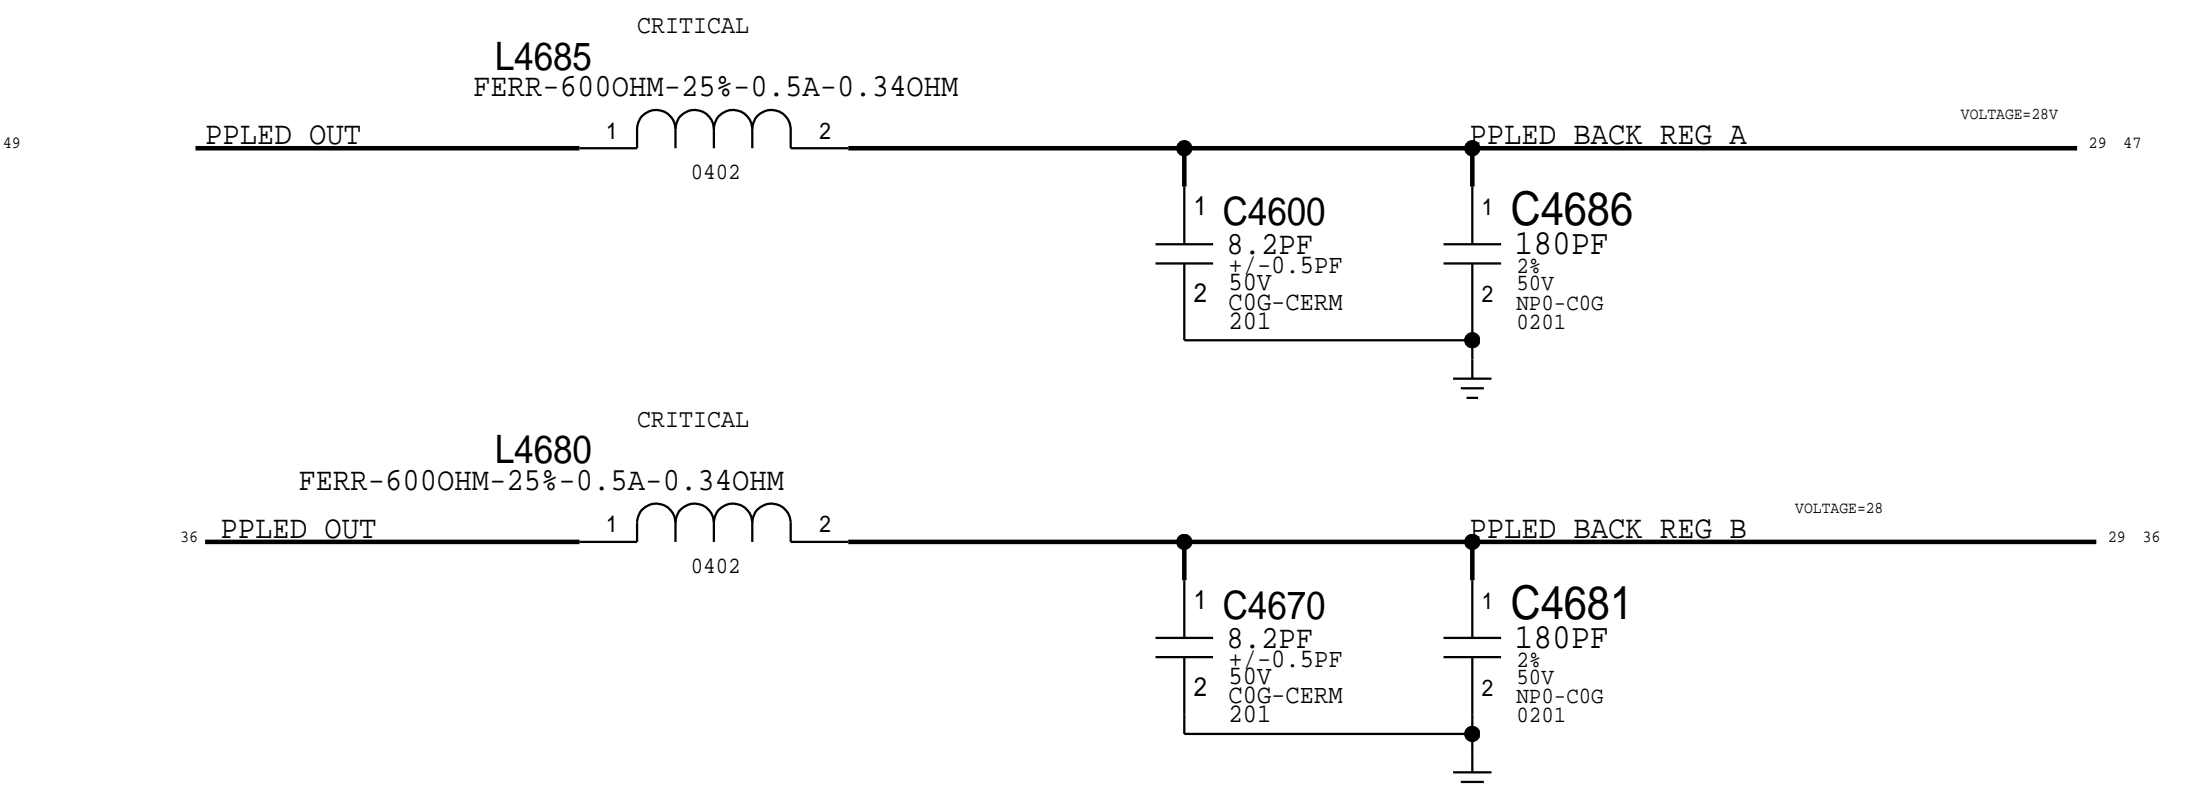 CRITICAL
L4685
FERR-600OHM-25%-0.5A-0.34OHM
49 PPLED OUT 1 2 PPLED BACK REG A VOLTAGE=28V 29 47
0402
1 C4600 1 C4686
8.2PF 180PF
+/-0.5PF 2%
50V 50V
2 C0G-CERM 2 NP0-C0G
201 0201
CRITICAL
L4680
FERR-600OHM-25%-0.5A-0.34OHM
36 PPLED OUT 1 2 PPLED BACK REG B VOLTAGE=28 29 36
0402
1 C4670 1 C4681
8.2PF 180PF
+/-0.5PF 2%
50V 50V
2 C0G-CERM 2 NP0-C0G
201 0201